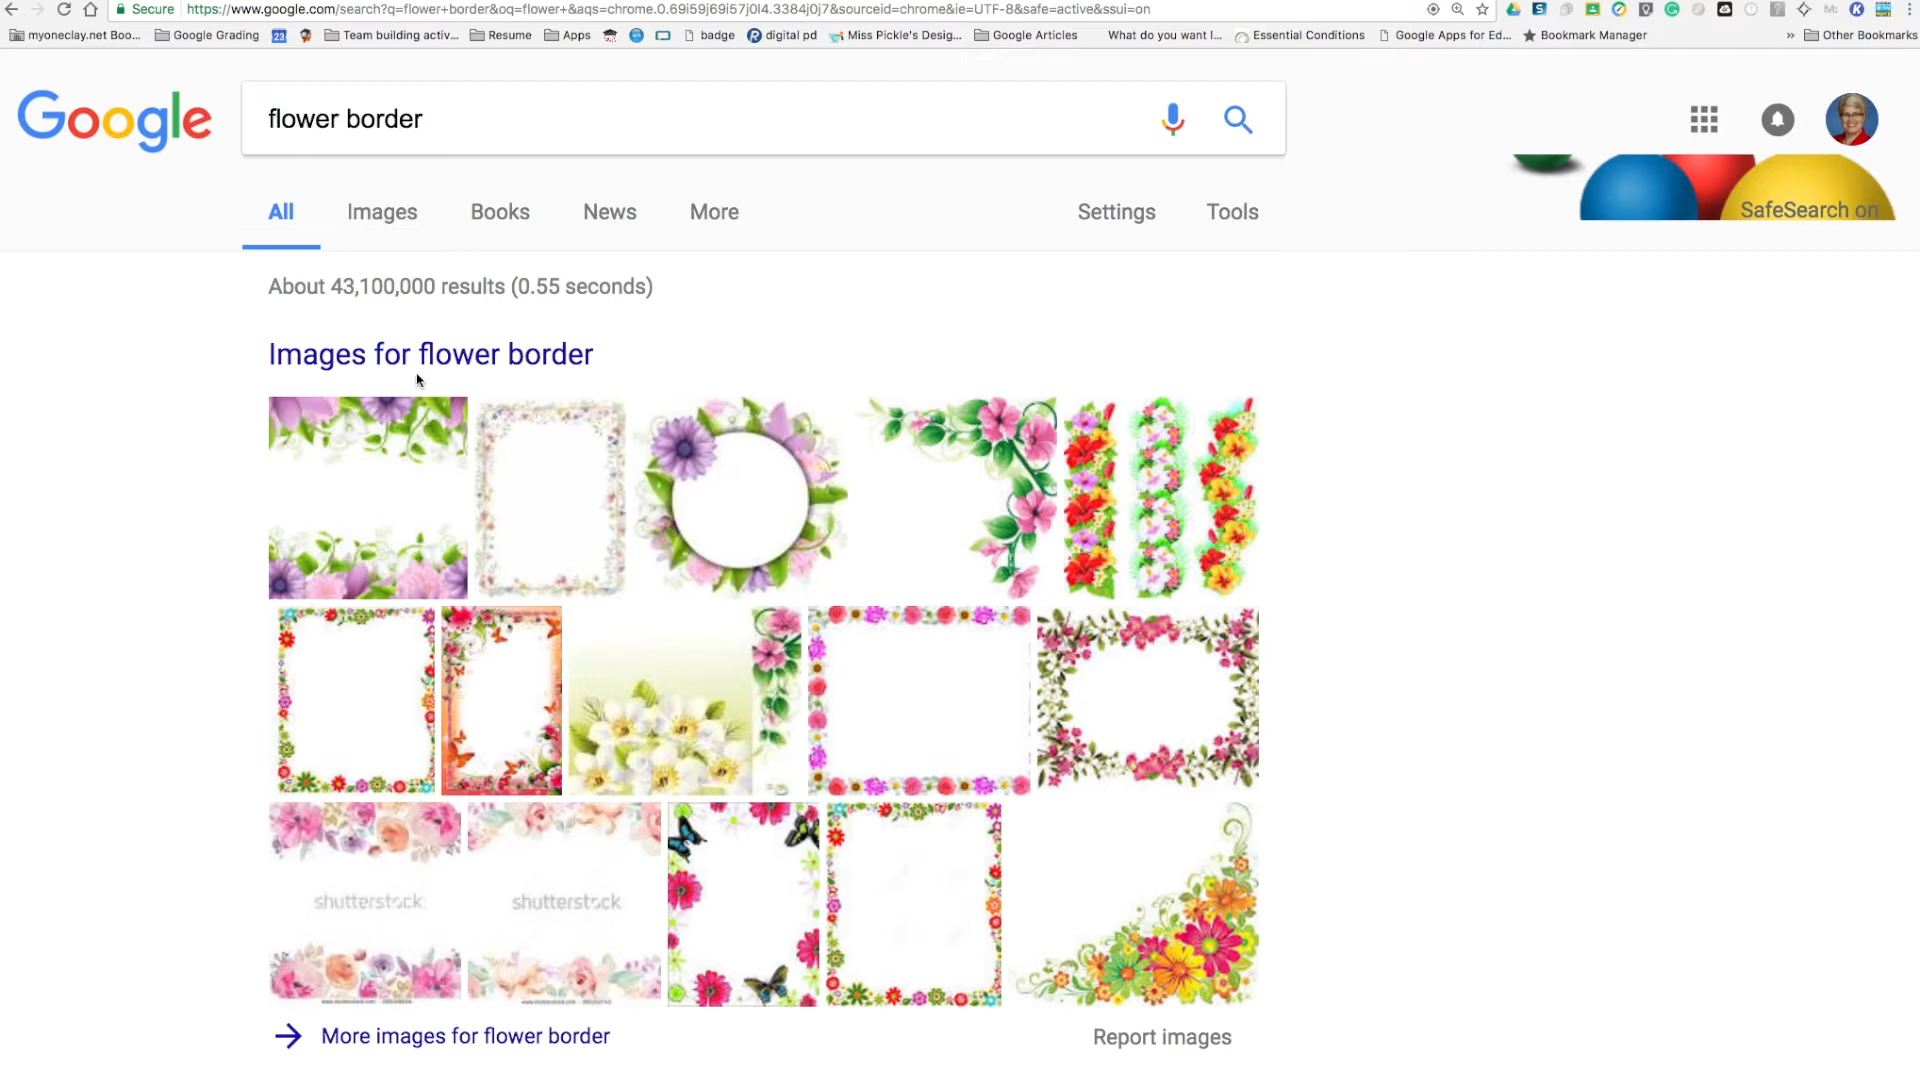 Secure https://www.google.com/search?q=flower+border&oq=flower+&aqs=chrome.0.69i59j69i57j0l4.3384j0j7&sourceid=chrome&ie=UTF-8&safe=active&ssui=on
myoneclay.net Boo... Google Grading 23 Team building activ... Resume Apps badge digital pd Miss Pickle's Desig... Google Articles What do you want I... Essential Conditions Google Apps for Ed... Bookmark Manager » Other Bookmarks
Google flower border
All Images Books News More Settings Tools SafeSearch on
About 43,100,000 results (0.55 seconds)
Images for flower border
shutterstock shutterstock
More images for flower border Report images